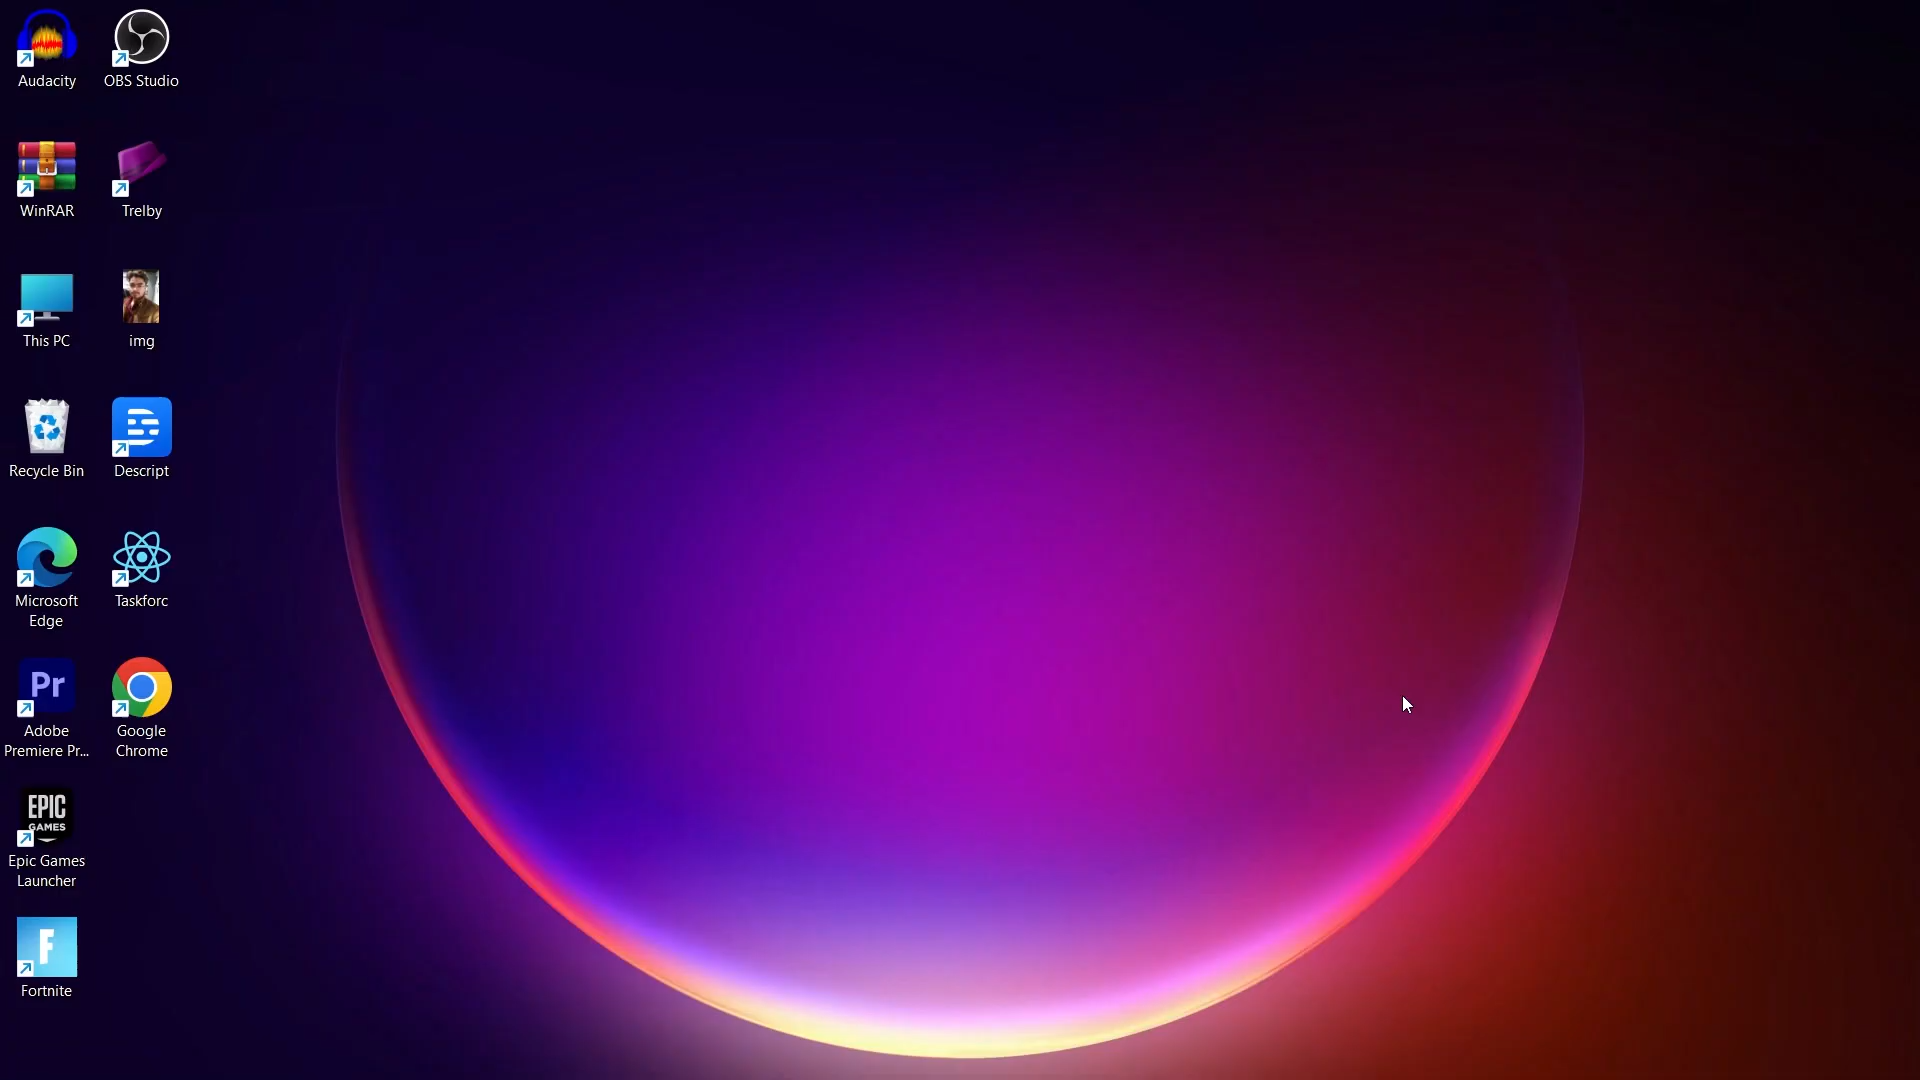 Audacity
OBS Studio
WinRAR
Trelby
This PC
img
Recycle Bin
Descript
Microsoft
Edge
Taskforc
Pr
Adobe
Premiere Pr...
Google
Chrome
EPIC
GAMES
Epic Games
Launcher
F
Fortnite